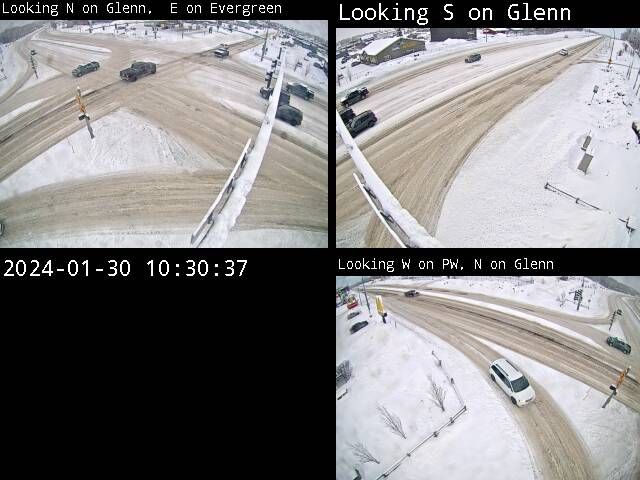 Looking N on Glenn,  E on Evergreen
Looking S on Glenn
2024-01-30 10:30:37
Looking W on PW, N on Glenn